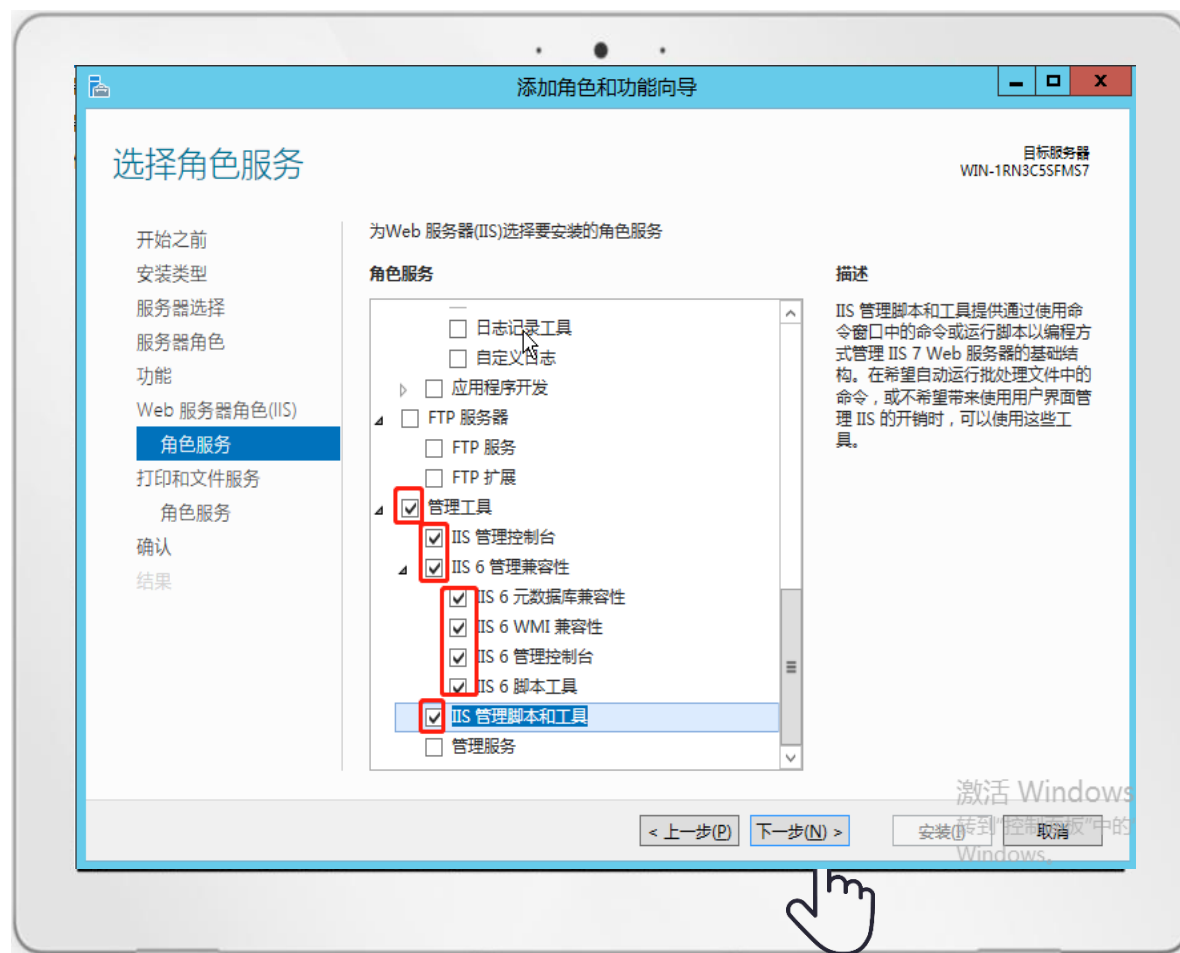 添加角色和功能向导
选择角色服务
目标服务器
WIN-1RN3C5SFMS7
开始之前
安装类型
服务器选择
服务器角色
功能
Web 服务器角色(IIS)
角色服务
打印和文件服务
角色服务
确认
结果
为Web 服务器(IIS)选择要安装的角色服务
角色服务
日志记录工具
自定义日志
应用程序开发
FTP 服务器
FTP 服务
FTP 扩展
管理工具
IIS 管理控制台
IIS 6 管理兼容性
IIS 6 元数据库兼容性
IIS 6 WMI 兼容性
IIS 6 管理控制台
IIS 6 脚本工具
IIS 管理脚本和工具
管理服务
描述
IIS 管理脚本和工具提供通过使用命
令窗口中的命令或运行脚本以编程方
式管理 IIS 7 Web 服务器的基础结
构。在希望自动运行批处理文件中的
命令，或不希望带来使用用户界面管
理 IIS 的开销时，可以使用这些工
具。
激活 Windows
转到"控制面板"中的
Windows。
< 上一步(P)
下一步(N) >
安装(I)
取消